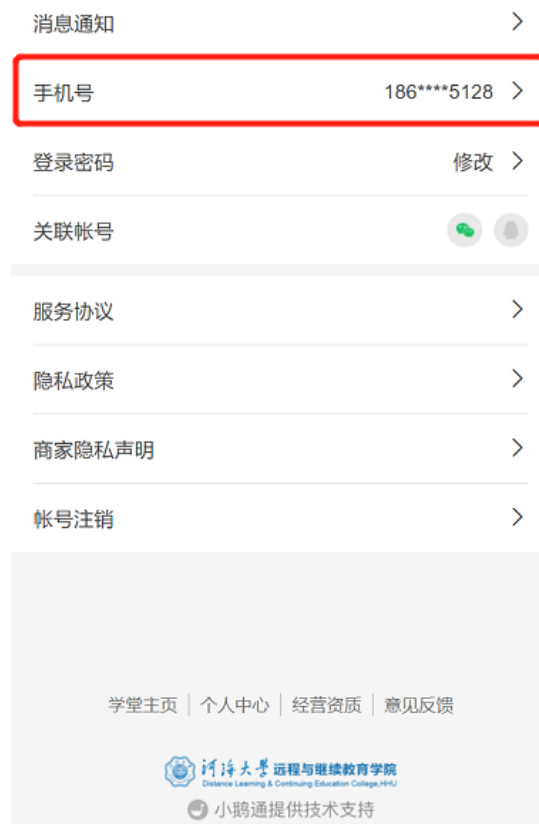 消息通知
手机号 186****5128
登录密码 修改
关联帐号
服务协议
隐私政策
商家隐私声明
帐号注销
学堂主页 个人中心 经营资质 意见反馈
河海大学 远程与继续教育学院
Distance Learning & Continuing Education College,HHU
小鹅通提供技术支持